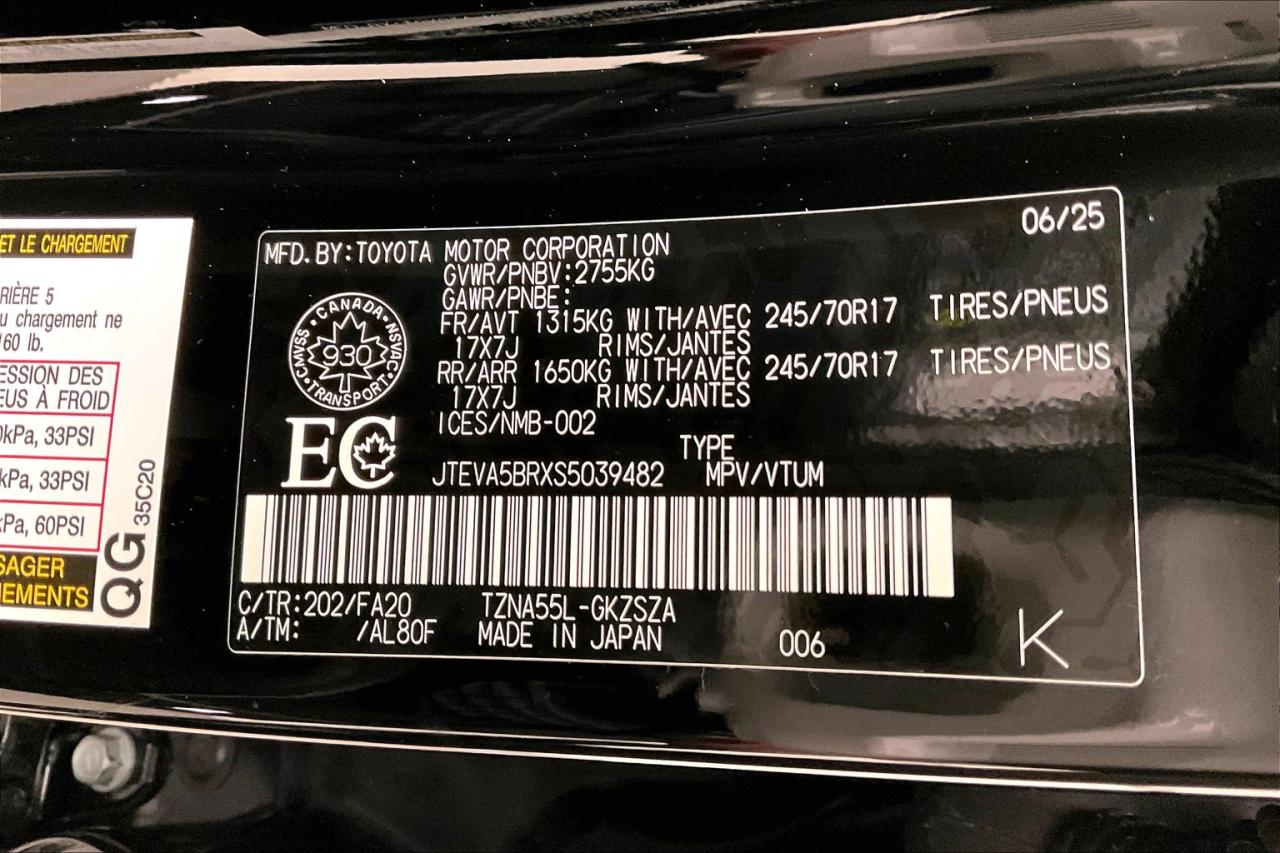 ET LE CHARGEMENT
RIÈRE 5
u chargement ne
160 lb.
ESSION DES
EUS À FROID
0kPa, 33PSI
kPa, 33PSI
kPa, 60PSI
SAGER
NEMENTS
QG 35C20
06/25
MFD. BY: TOYOTA MOTOR CORPORATION
GVWR/PNBV: 2755KG
GAWR/PNBE:
FR/AVT 1315KG WITH/AVEC 245/70R17 TIRES/PNEUS
17X7J RIMS/JANTES
RR/ARR 1650KG WITH/AVEC 245/70R17 TIRES/PNEUS
17X7J RIMS/JANTES
ICES/NMB-002
CANADA · NSVAC · TRANSPORT · CMVSS
930
EC
TYPE
JTEVA5BRXS5039482 MPV/VTUM
C/TR: 202/FA20 TZNA55L-GKZSZA
A/TM: /AL80F MADE IN JAPAN 006 K